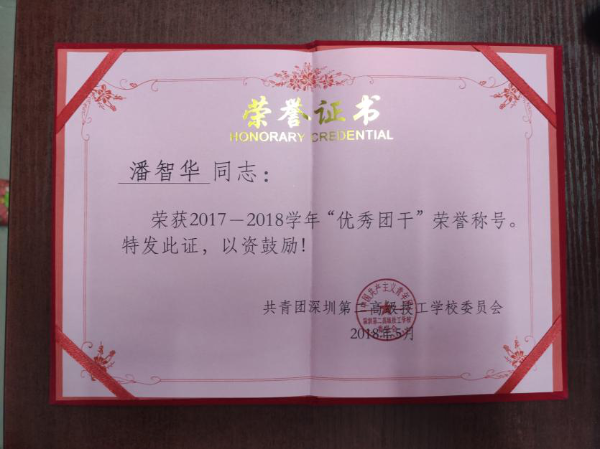 荣誉证书
HONORARY CREDENTIAL
潘智华 同志：
荣获2017－2018学年“优秀团干”荣誉称号。
特发此证，以资鼓励！
共青团深圳第二高级技工学校委员会
2018年5月